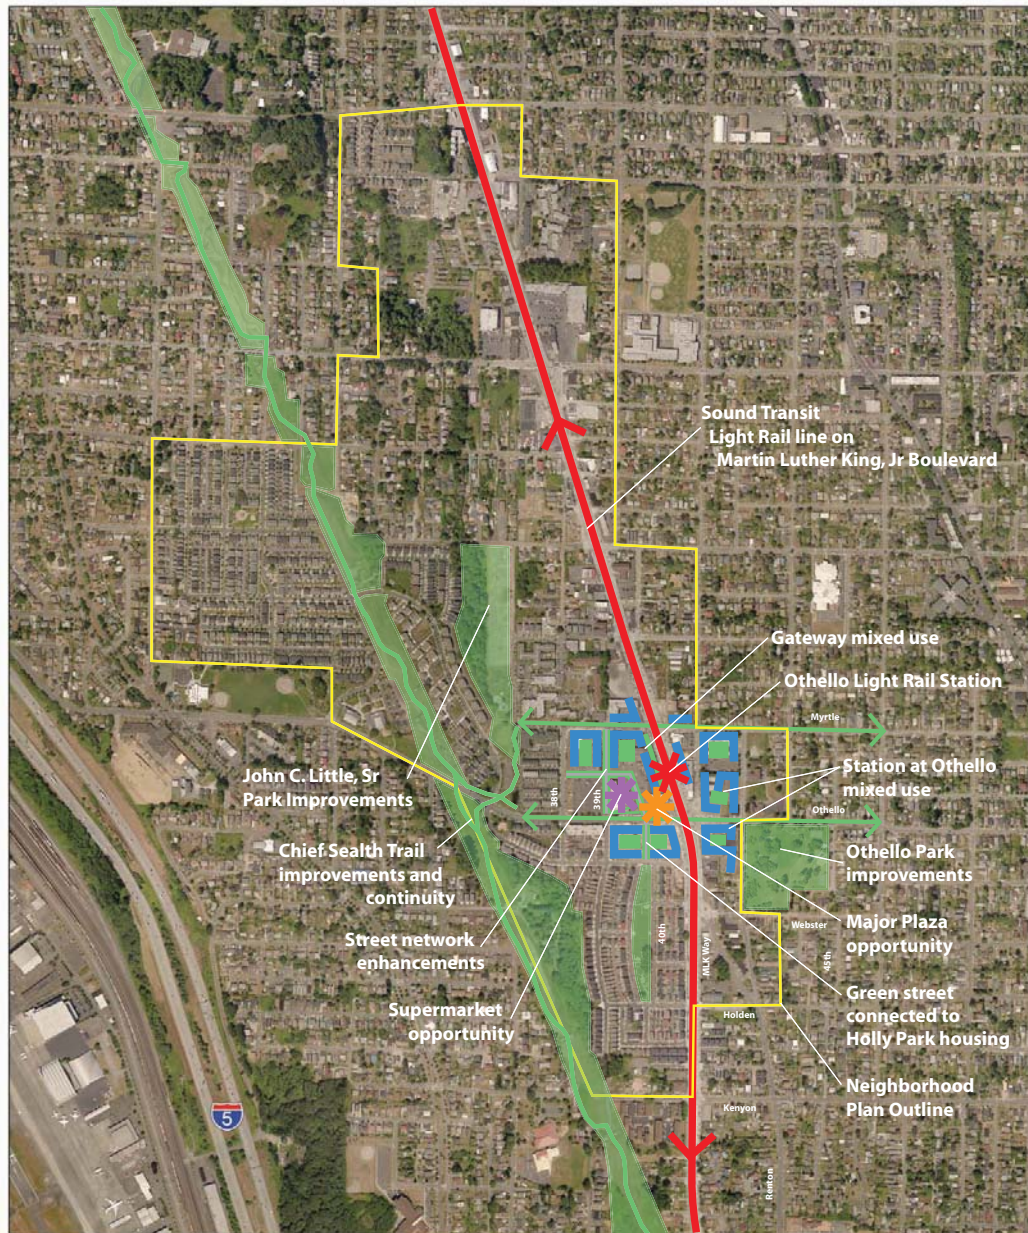 Sound Transit
Light Rail line on
Martin Luther King, Jr Boulevard
Gateway mixed use
Othello Light Rail Station
Myrtle
Station at Othello
mixed use
John C. Little, Sr
Park Improvements
38th
39th
Othello
Chief Sealth Trail
improvements and
continuity
Othello Park
improvements
Street network
enhancements
40th
MLK Way
Webster
45th
Major Plaza
opportunity
Supermarket
opportunity
Green street
connected to
Holly Park housing
Holden
Neighborhood
Plan Outline
Kenyon
5
Renton